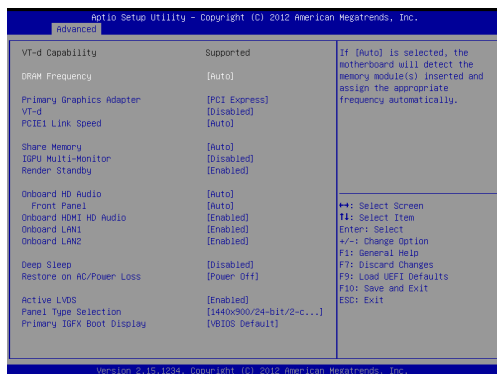 Aptio Setup Utility – Copyright (C) 2012 American Megatrends, Inc.
Advanced
VT-d Capability Supported
DRAM Frequency [Auto]
Primary Graphics Adapter [PCI Express]
VT-d [Disabled]
PCIE1 Link Speed [Auto]
Share Memory [Auto]
IGPU Multi-Monitor [Disabled]
Render Standby [Enabled]
Onboard HD Audio [Auto]
Front Panel [Auto]
Onboard HDMI HD Audio [Enabled]
Onboard LAN1 [Enabled]
Onboard LAN2 [Enabled]
Deep Sleep [Disabled]
Restore on AC/Power Loss [Power Off]
Active LVDS [Enabled]
Panel Type Selection [1440x900/24-bit/2-c...]
Primary IGFX Boot Display [VBIOS Default]
If [Auto] is selected, the
motherboard will detect the
memory module(s) inserted and
assign the appropriate
frequency automatically.
↔: Select Screen
↑↓: Select Item
Enter: Select
+/-: Change Option
F1: General Help
F7: Discard Changes
F9: Load UEFI Defaults
F10: Save and Exit
ESC: Exit
Version 2.15.1234. Copyright (C) 2012 American Megatrends, Inc.